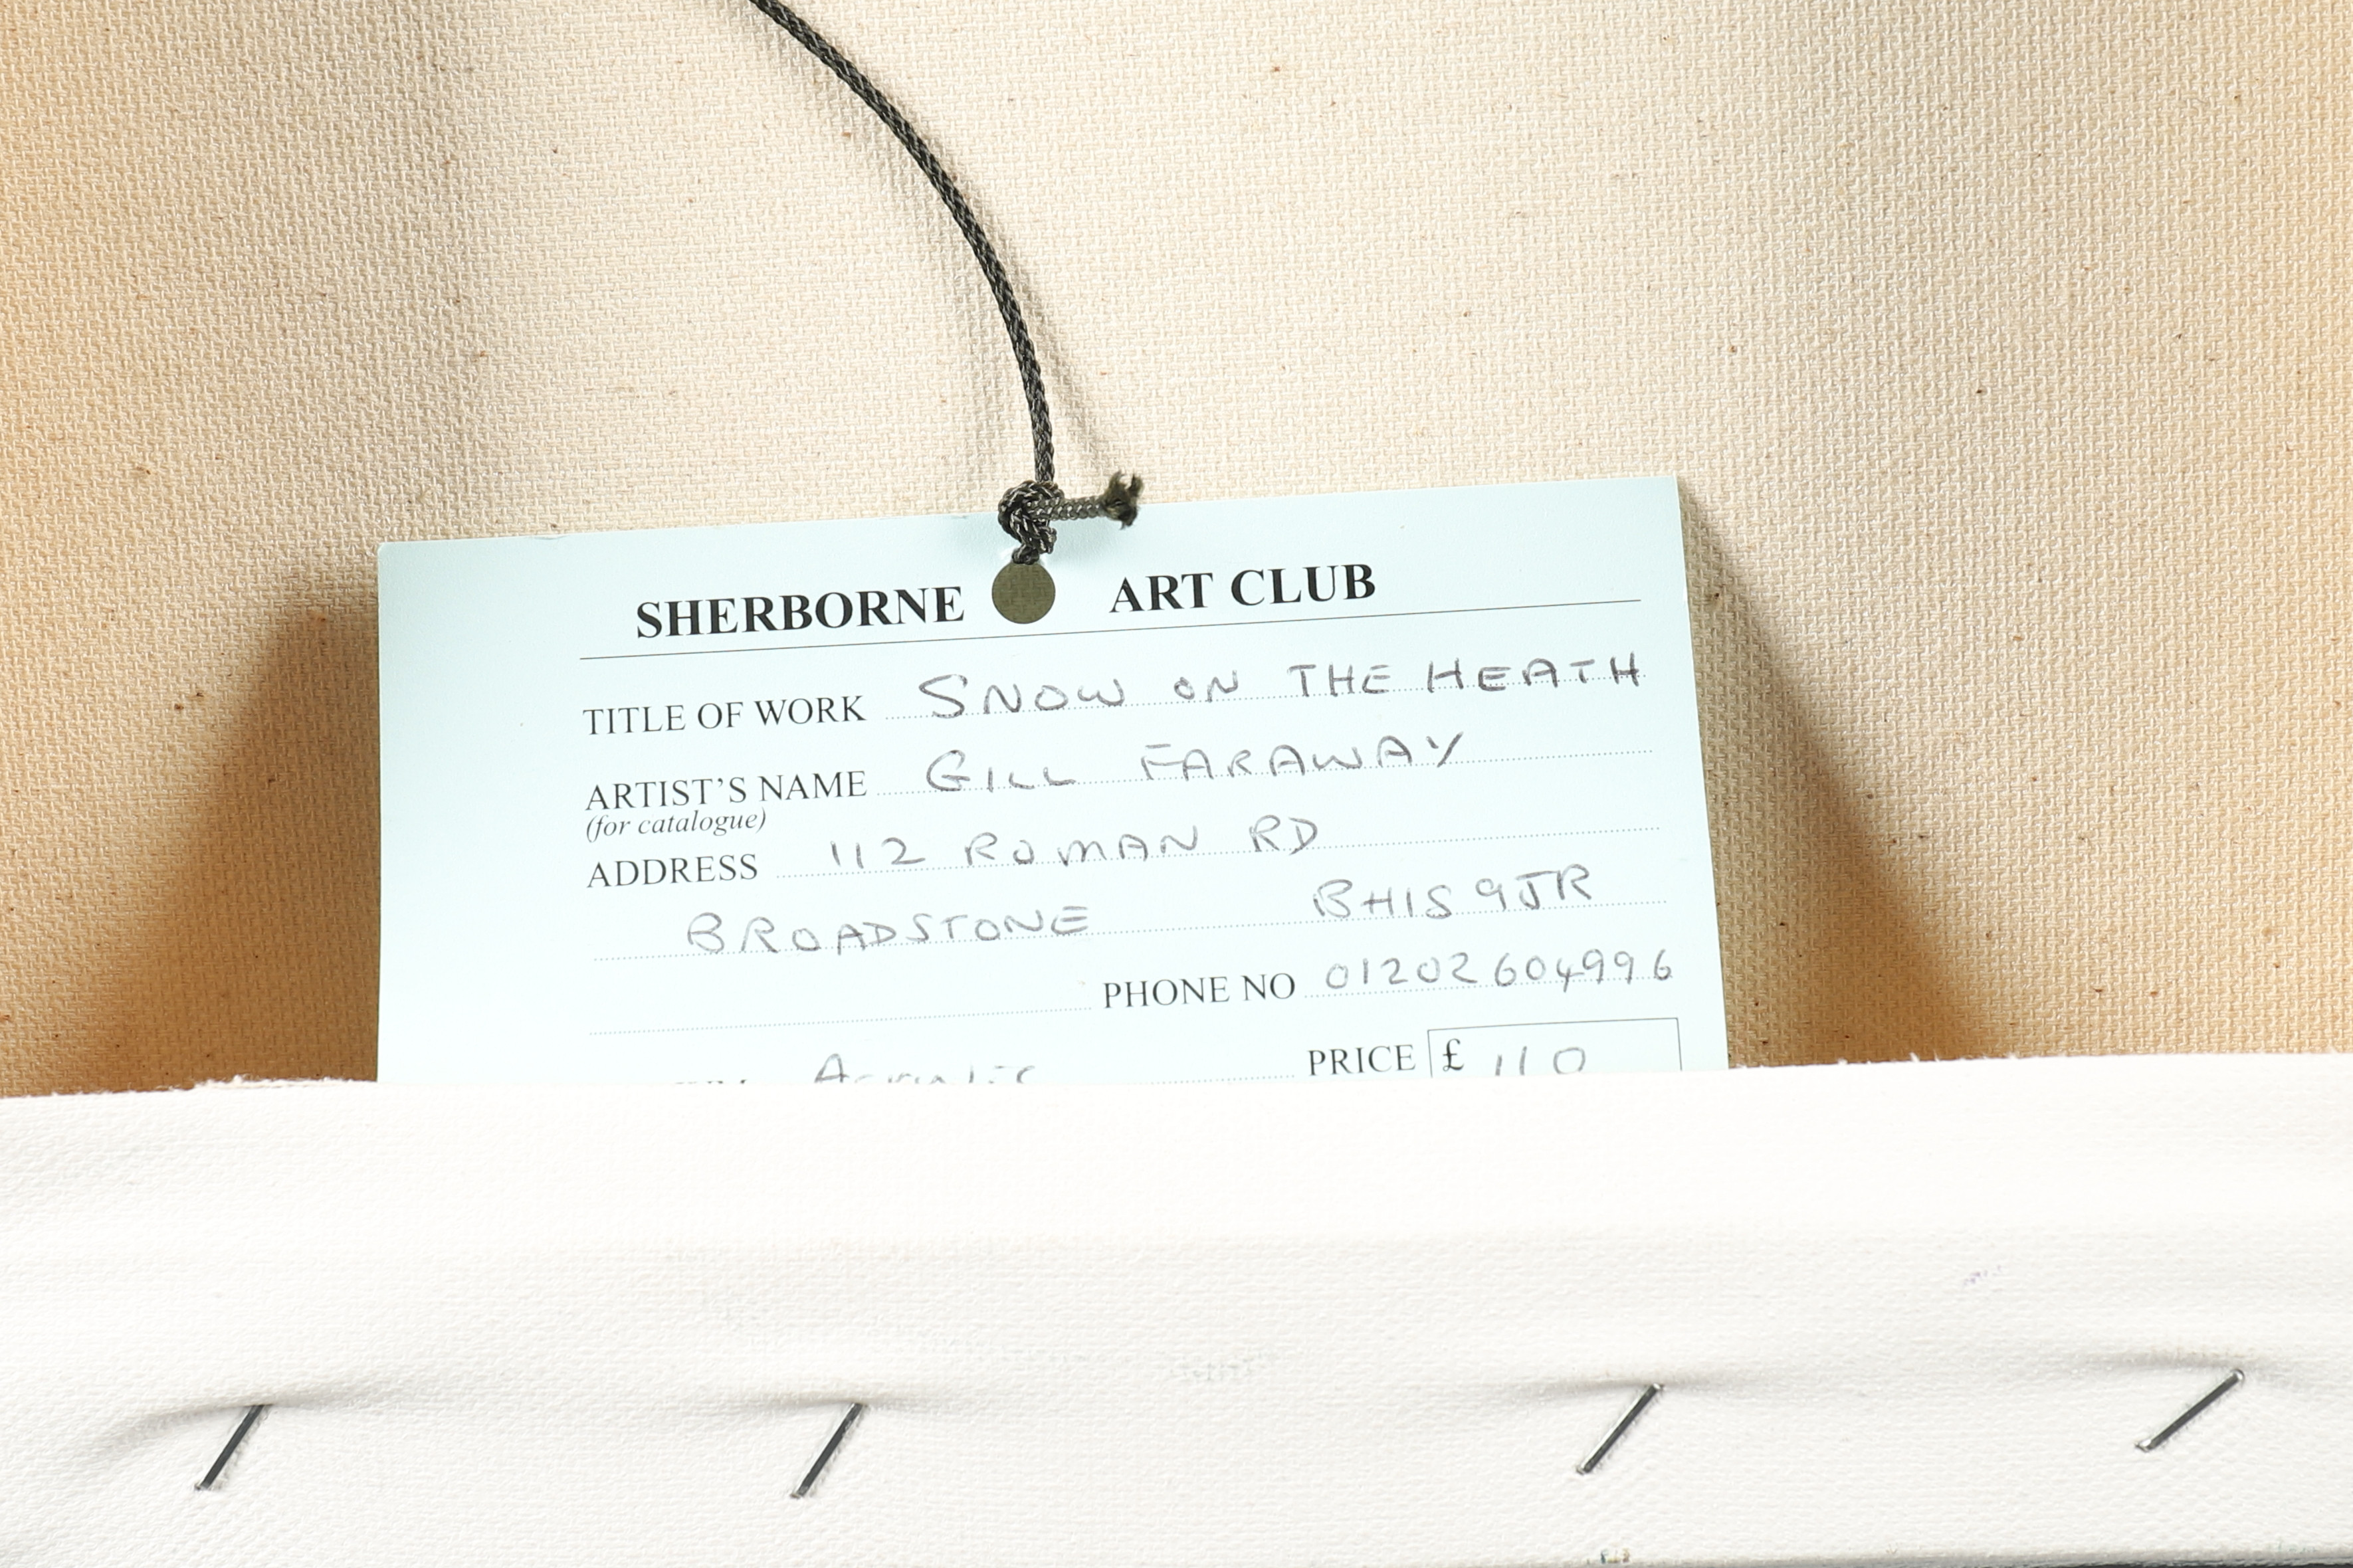 SHERBORNE ART CLUB
TITLE OF WORK SNOW ON THE HEATH
ARTIST'S NAME GILL FARAWAY
(for catalogue)
ADDRESS 112 ROMAN RD
BROADSTONE BH18 9JR
PHONE NO 01202 604996
Acrylic PRICE £ 110